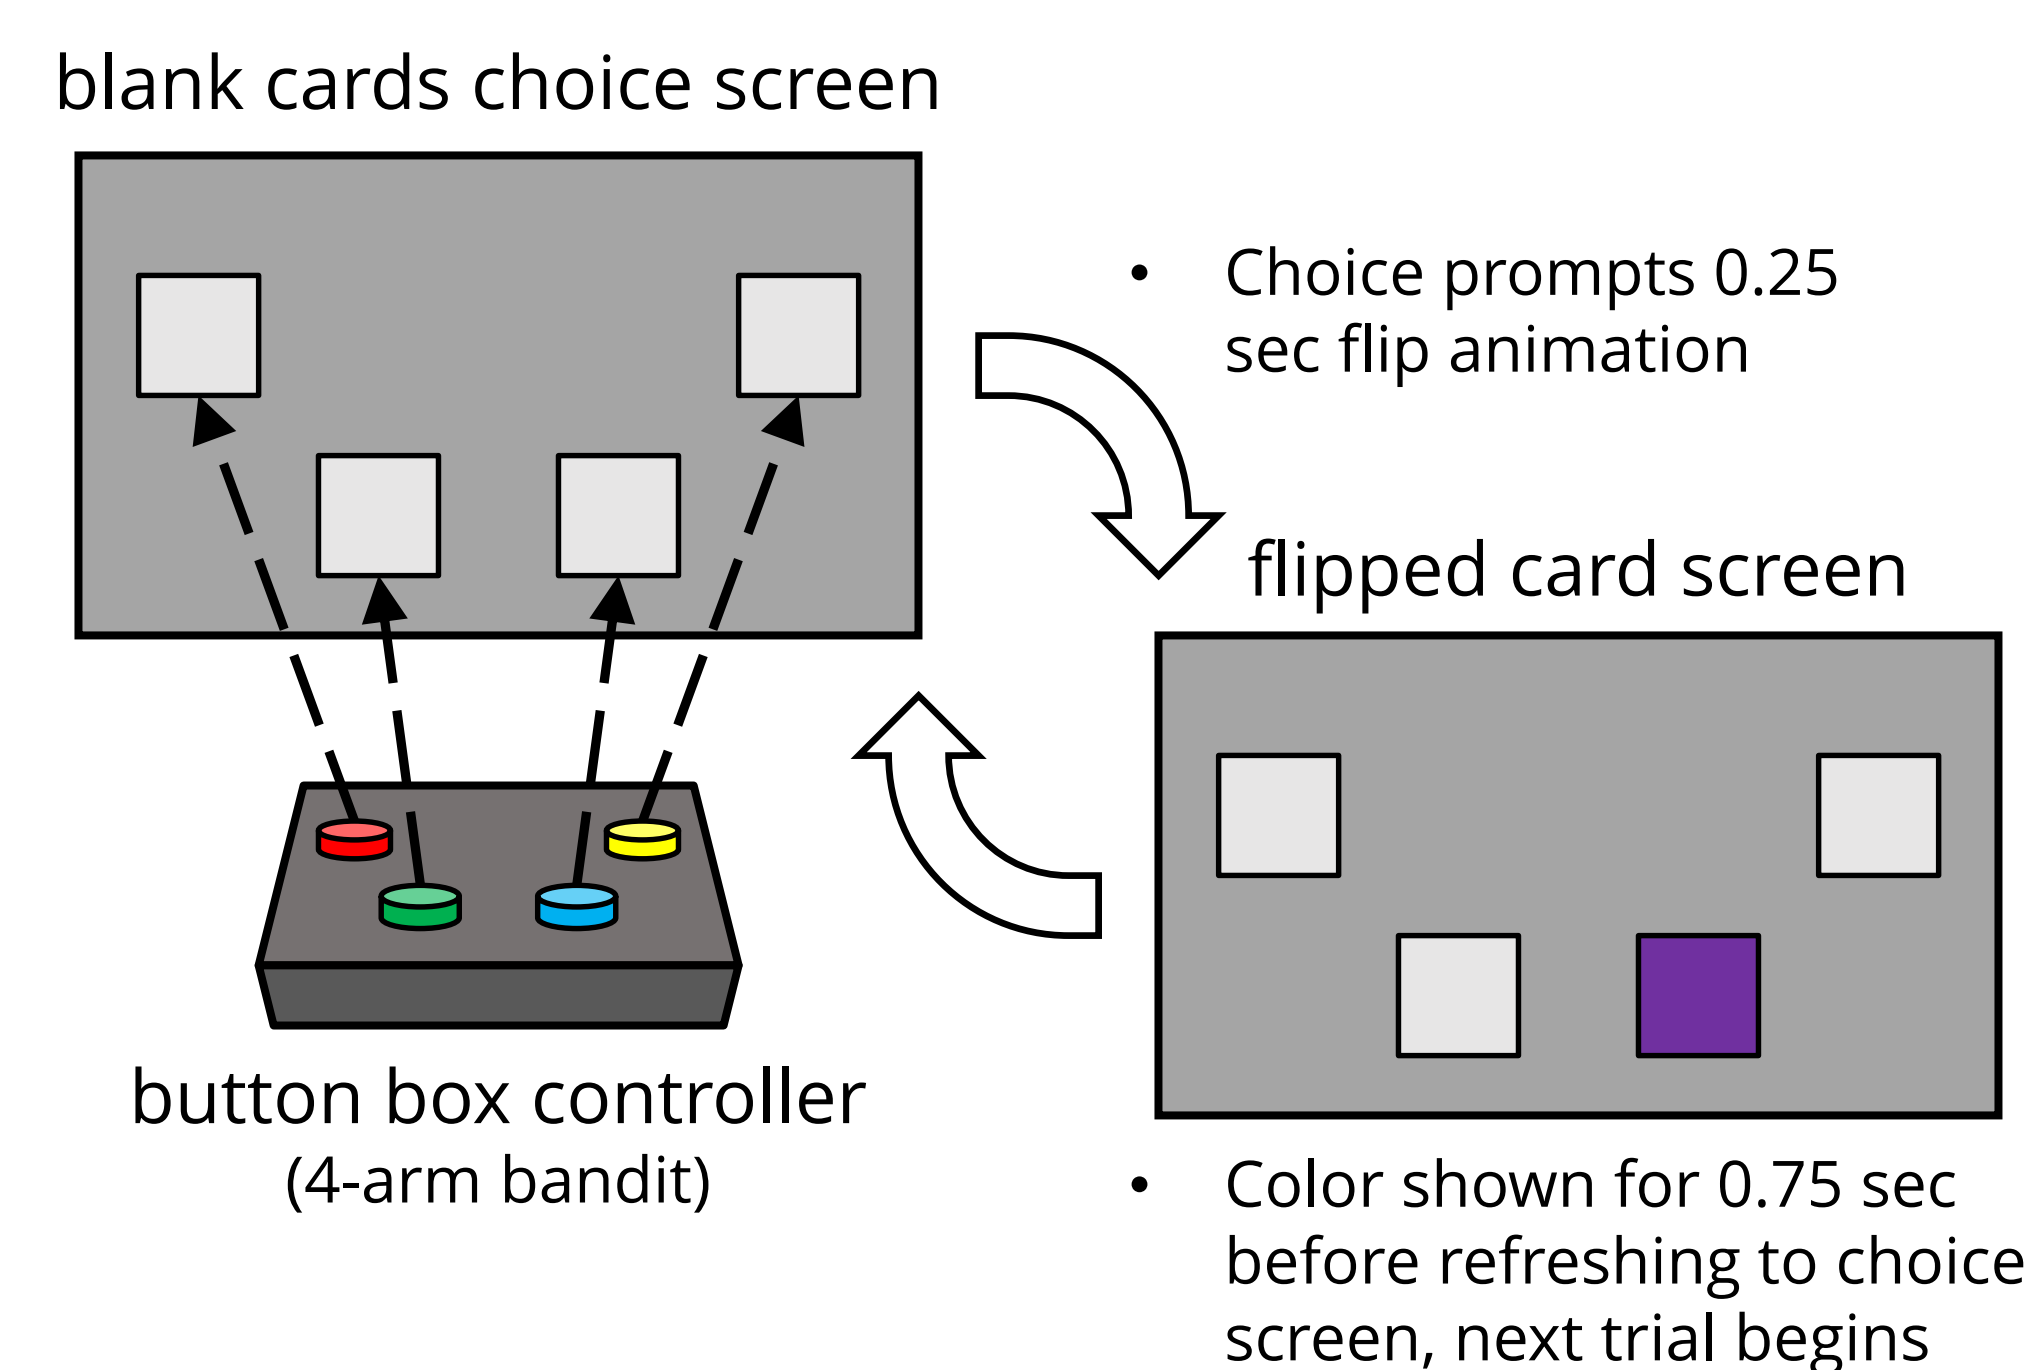 blank cards choice screen
• Choice prompts 0.25
sec flip animation
flipped card screen
button box controller
(4-arm bandit)
• Color shown for 0.75 sec
before refreshing to choice
screen, next trial begins